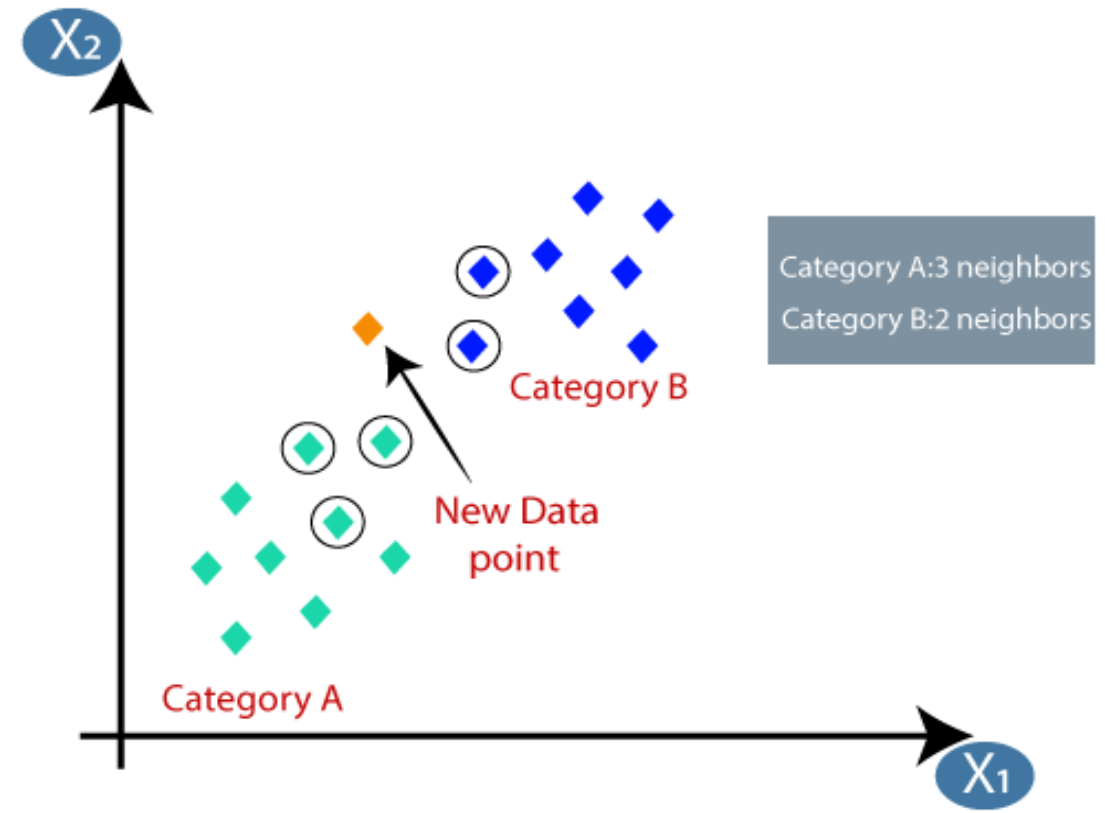 X₂
Category A:3 neighbors
Category B:2 neighbors
Category B
New Data
point
Category A
X₁